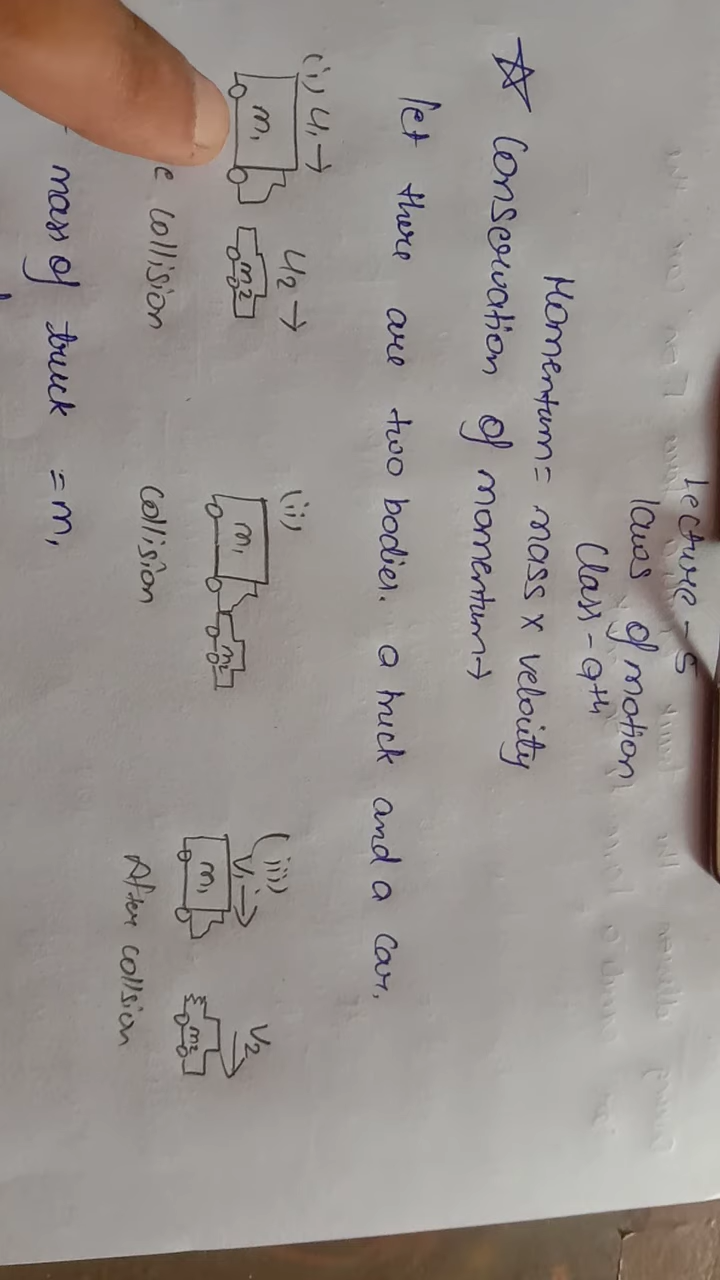 Lecture - 5
laws of motion
Class - 9th
Momentum = mass x velocity
☆ Conservation of momentum →
let there are two bodies. a truck and a car.
(i) U₁ → U₂ → (ii) (iii) V₁ → V₂
m₁ m₂ m₁ m₂ m₁ m₂
collision collision After collsion
mass of truck = m₁